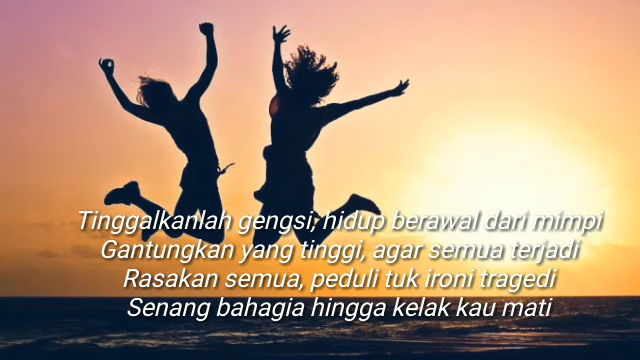 Tinggalkanlah gengsi, hidup berawal dari mimpi
Gantungkan yang tinggi, agar semua terjadi
Rasakan semua, peduli tuk ironi tragedi
Senang bahagia hingga kelak kau mati